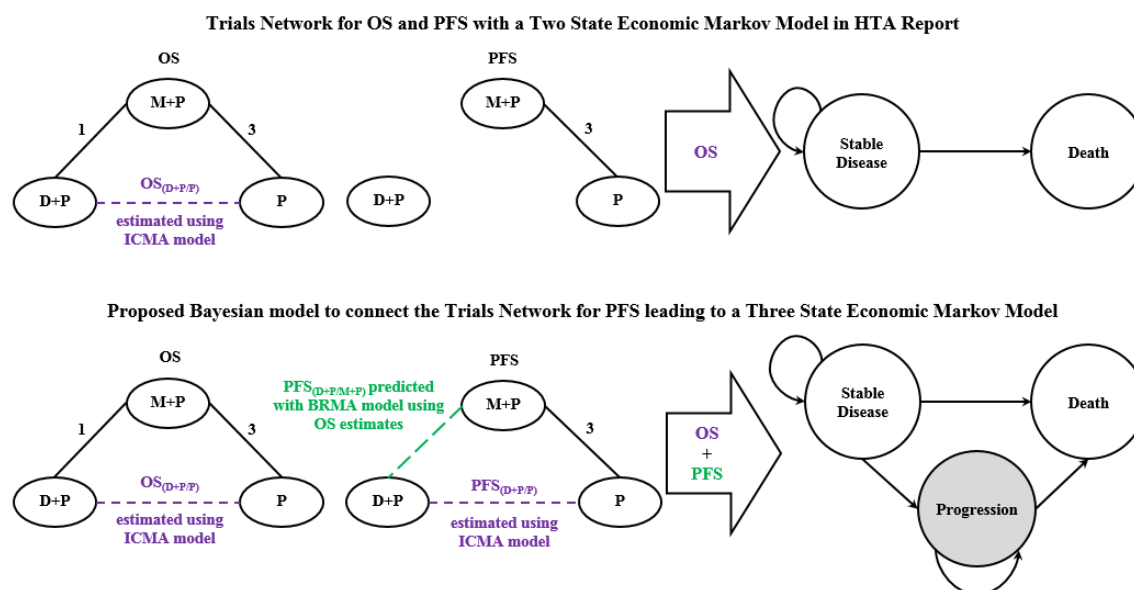 Trials Network for OS and PFS with a Two State Economic Markov Model in HTA Report
OS
M+P
1
3
D+P
OS(D+P/P)
P
estimated using
ICMA model
PFS
M+P
3
D+P
P
OS
Stable
Disease
Death
Proposed Bayesian model to connect the Trials Network for PFS leading to a Three State Economic Markov Model
OS
M+P
1
3
D+P
OS(D+P/P)
P
estimated using
ICMA model
PFS
PFS(D+P/M+P) predicted
with BRMA model using
OS estimates
M+P
3
D+P
PFS(D+P/P)
P
estimated using
ICMA model
OS
+
PFS
Stable
Disease
Death
Progression